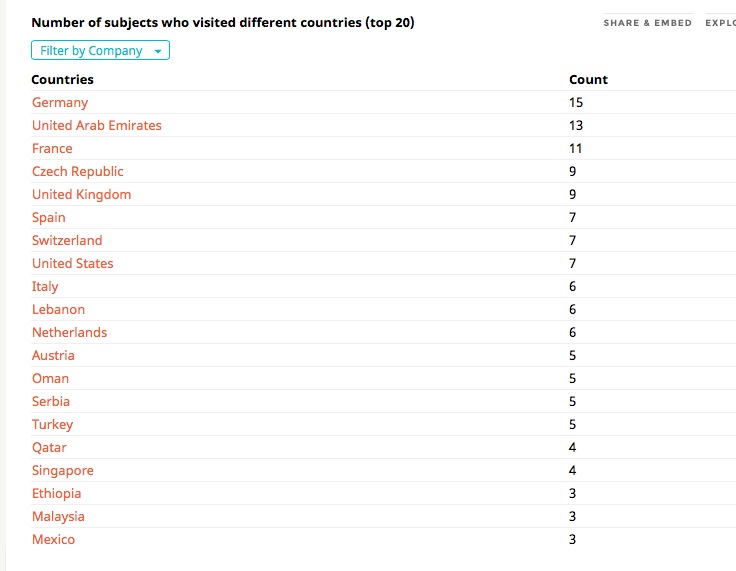 Number of subjects who visited different countries (top 20)
SHARE & EMBED
Filter by Company
Countries Count
Germany 15
United Arab Emirates 13
France 11
Czech Republic 9
United Kingdom 9
Spain 7
Switzerland 7
United States 7
Italy 6
Lebanon 6
Netherlands 6
Austria 5
Oman 5
Serbia 5
Turkey 5
Qatar 4
Singapore 4
Ethiopia 3
Malaysia 3
Mexico 3